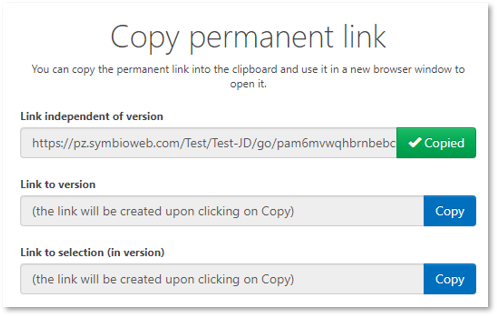 Copy permanent link
You can copy the permanent link into the clipboard and use it in a new browser window to
open it.
Link independent of version
https://pz.symbioweb.com/Test/Test-JD/go/pam6mvwqhbrnbebc Copied
Link to version
(the link will be created upon clicking on Copy) Copy
Link to selection (in version)
(the link will be created upon clicking on Copy) Copy